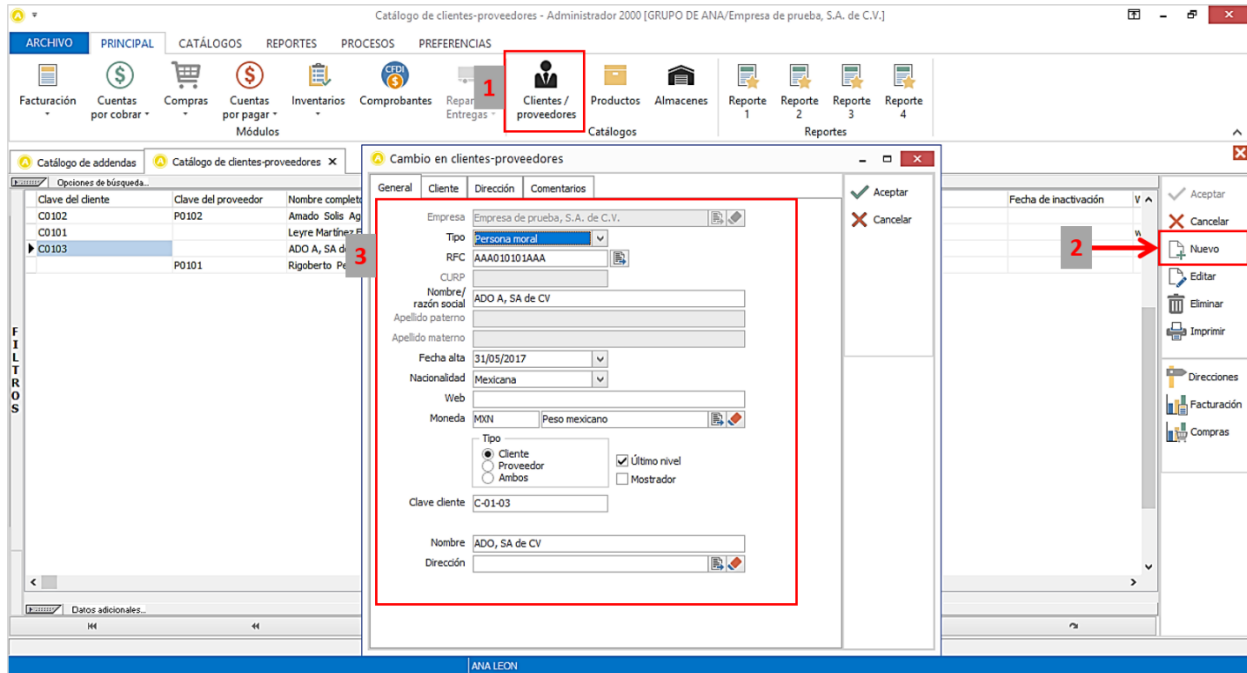 Catálogo de clientes-proveedores - Administrador 2000 [GRUPO DE ANA/Empresa de prueba, S.A. de C.V.]
ARCHIVO PRINCIPAL CATÁLOGOS REPORTES PROCESOS PREFERENCIAS
CFDI
1
Facturación Cuentas Compras Cuentas Inventarios Comprobantes Clientes / Productos Almacenes Reporte Reporte Reporte Reporte
por cobrar por pagar Entregas proveedores 1 2 3 4
Módulos Catálogos Reportes
Catálogo de addendas Catálogo de clientes-proveedores
Opciones de búsqueda...
Clave del cliente Clave del proveedor Nombre complet Fecha de inactivación V
C0102 P0102 Amado Solis Ag
C0101 Leyre Martínez
C0103 ADO A, SA d
P0101 Rigoberto Pe
FILTROS
Datos adicionales...
Cambio en clientes-proveedores
General Cliente Dirección Comentarios
Aceptar
Cancelar
3
Empresa Empresa de prueba, S.A. de C.V.
Tipo Persona moral
RFC AAA010101AAA
CURP
Nombre/
razón social ADO A, SA de CV
Apellido paterno
Apellido materno
Fecha alta 31/05/2017
Nacionalidad Mexicana
Web
Moneda MXN Peso mexicano
Tipo
Cliente
Proveedor
Ambos
Último nivel
Mostrador
Clave cliente C-01-03
Nombre ADO, SA de CV
Dirección
Aceptar
Cancelar
2
Nuevo
Editar
Eliminar
Imprimir
Direcciones
Facturación
Compras
ANA LEON